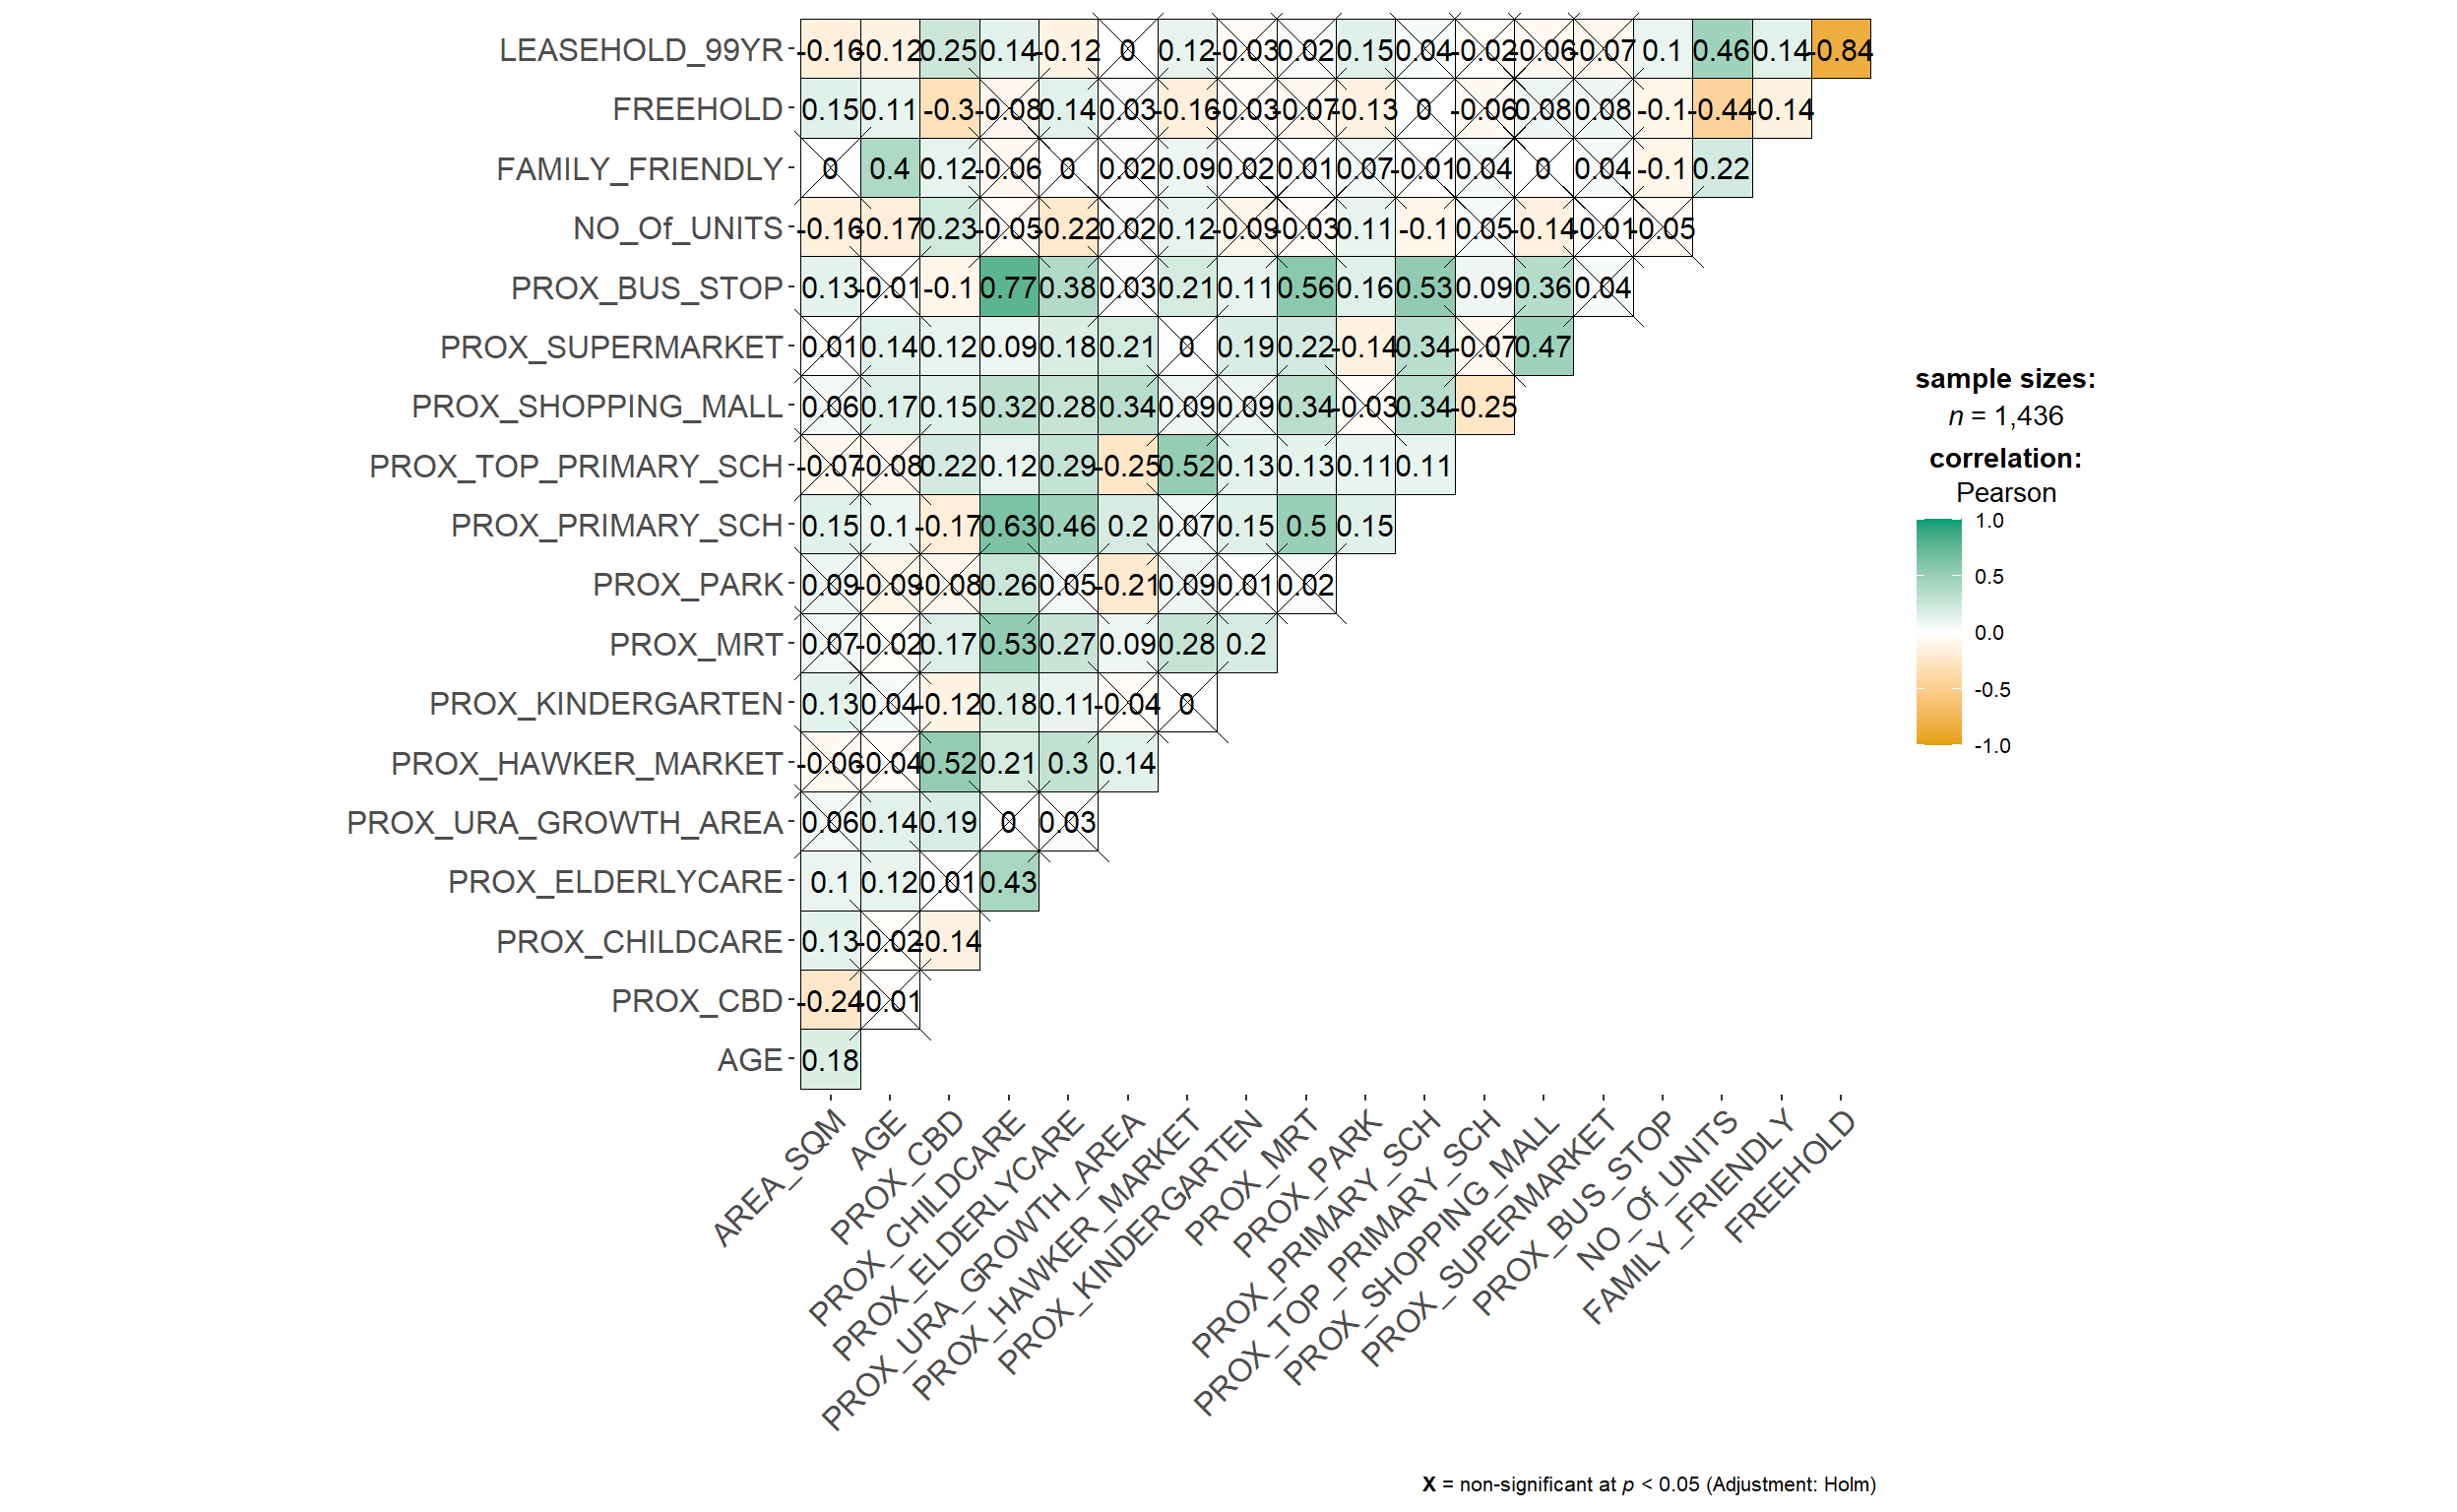 LEASEHOLD_99YR -0.16 -0.12 0.25 0.14 -0.12 0 0.12 -0.03 0.02 0.15 0.04 -0.02 -0.06 -0.07 0.1 0.46 0.14 -0.84
FREEHOLD 0.15 0.11 -0.3 -0.08 0.14 0.03 -0.16 -0.03 -0.07 -0.13 0 -0.06 0.08 0.08 -0.1 -0.44 -0.14
FAMILY_FRIENDLY 0 0.4 0.12 -0.06 0 0.02 0.09 0.02 0.01 0.07 -0.01 0.04 0 0.04 -0.1 0.22
NO_Of_UNITS -0.16 -0.17 0.23 -0.05 -0.22 0.02 0.12 -0.09 -0.03 0.11 -0.1 0.05 -0.14 -0.01 -0.05
PROX_BUS_STOP 0.13 -0.01 -0.1 0.77 0.38 0.03 0.21 0.11 0.56 0.16 0.53 0.09 0.36 0.04
PROX_SUPERMARKET 0.01 0.14 0.12 0.09 0.18 0.21 0 0.19 0.22 -0.14 0.34 -0.07 0.47
PROX_SHOPPING_MALL 0.06 0.17 0.15 0.32 0.28 0.34 0.09 0.09 0.34 -0.03 0.34 -0.25
PROX_TOP_PRIMARY_SCH -0.07 -0.08 0.22 0.12 0.29 -0.25 0.52 0.13 0.13 0.11 0.11
PROX_PRIMARY_SCH 0.15 0.1 -0.17 0.63 0.46 0.2 0.07 0.15 0.5 0.15
PROX_PARK 0.09 -0.09 -0.08 0.26 0.05 -0.21 0.09 0.01 0.02
PROX_MRT 0.07 -0.02 0.17 0.53 0.27 0.09 0.28 0.2
PROX_KINDERGARTEN 0.13 0.04 -0.12 0.18 0.11 -0.04 0
PROX_HAWKER_MARKET -0.06 -0.04 0.52 0.21 0.3 0.14
PROX_URA_GROWTH_AREA 0.06 0.14 0.19 0 0.03
PROX_ELDERLYCARE 0.1 0.12 0.01 0.43
PROX_CHILDCARE 0.13 -0.02 -0.14
PROX_CBD -0.24 -0.01
AGE 0.18
AREA_SQM
AGE
PROX_CBD
PROX_CHILDCARE
PROX_ELDERLYCARE
PROX_URA_GROWTH_AREA
PROX_HAWKER_MARKET
PROX_KINDERGARTEN
PROX_MRT
PROX_PARK
PROX_PRIMARY_SCH
PROX_TOP_PRIMARY_SCH
PROX_SHOPPING_MALL
PROX_SUPERMARKET
PROX_BUS_STOP
NO_Of_UNITS
FAMILY_FRIENDLY
FREEHOLD
sample sizes:
n = 1,436
correlation:
Pearson
1.0
0.5
0.0
-0.5
-1.0
X = non-significant at p < 0.05 (Adjustment: Holm)